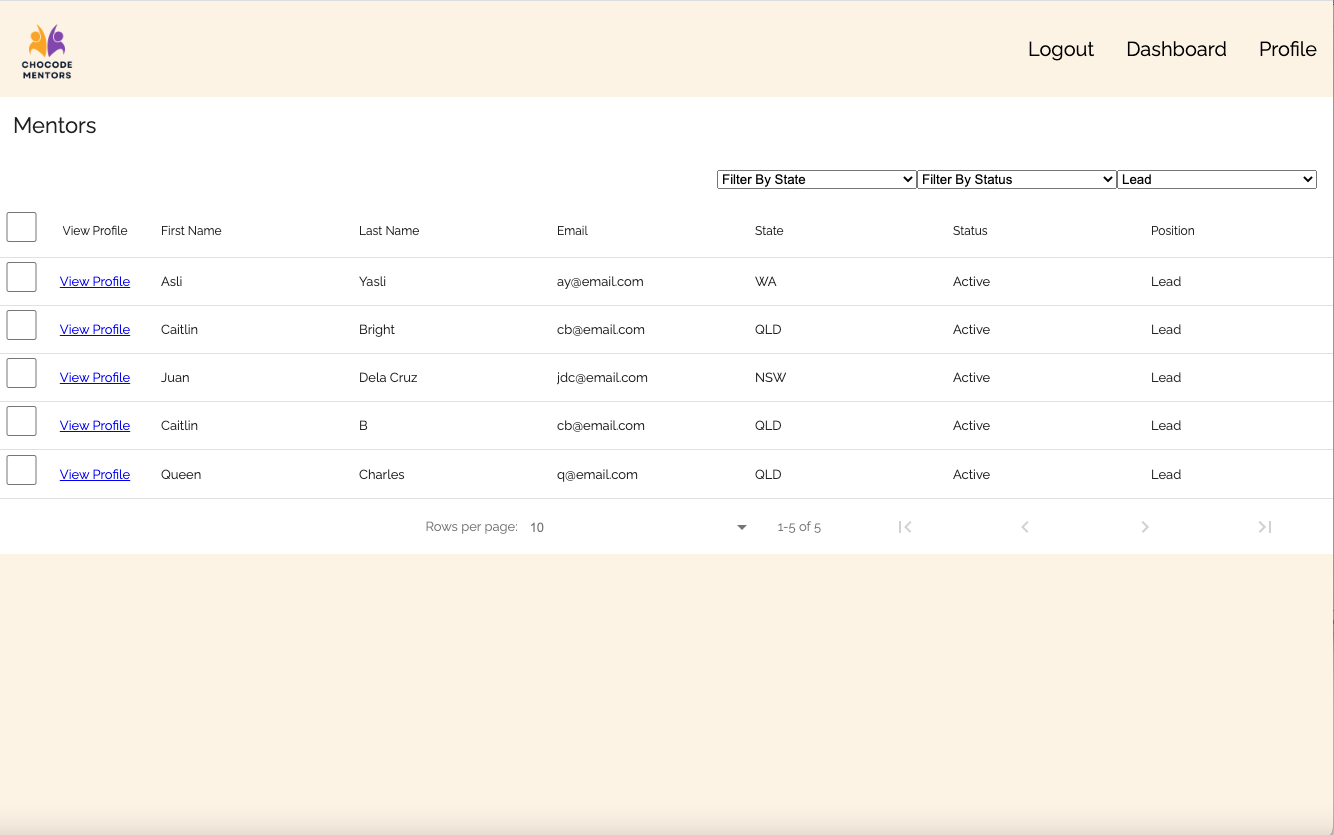 CHOCODE
MENTORS
Logout Dashboard Profile
Mentors
Filter By State Filter By Status Lead
View Profile First Name Last Name Email State Status Position
View Profile Asli Yasli ay@email.com WA Active Lead
View Profile Caitlin Bright cb@email.com QLD Active Lead
View Profile Juan Dela Cruz jdc@email.com NSW Active Lead
View Profile Caitlin B cb@email.com QLD Active Lead
View Profile Queen Charles q@email.com QLD Active Lead
Rows per page: 10 1-5 of 5